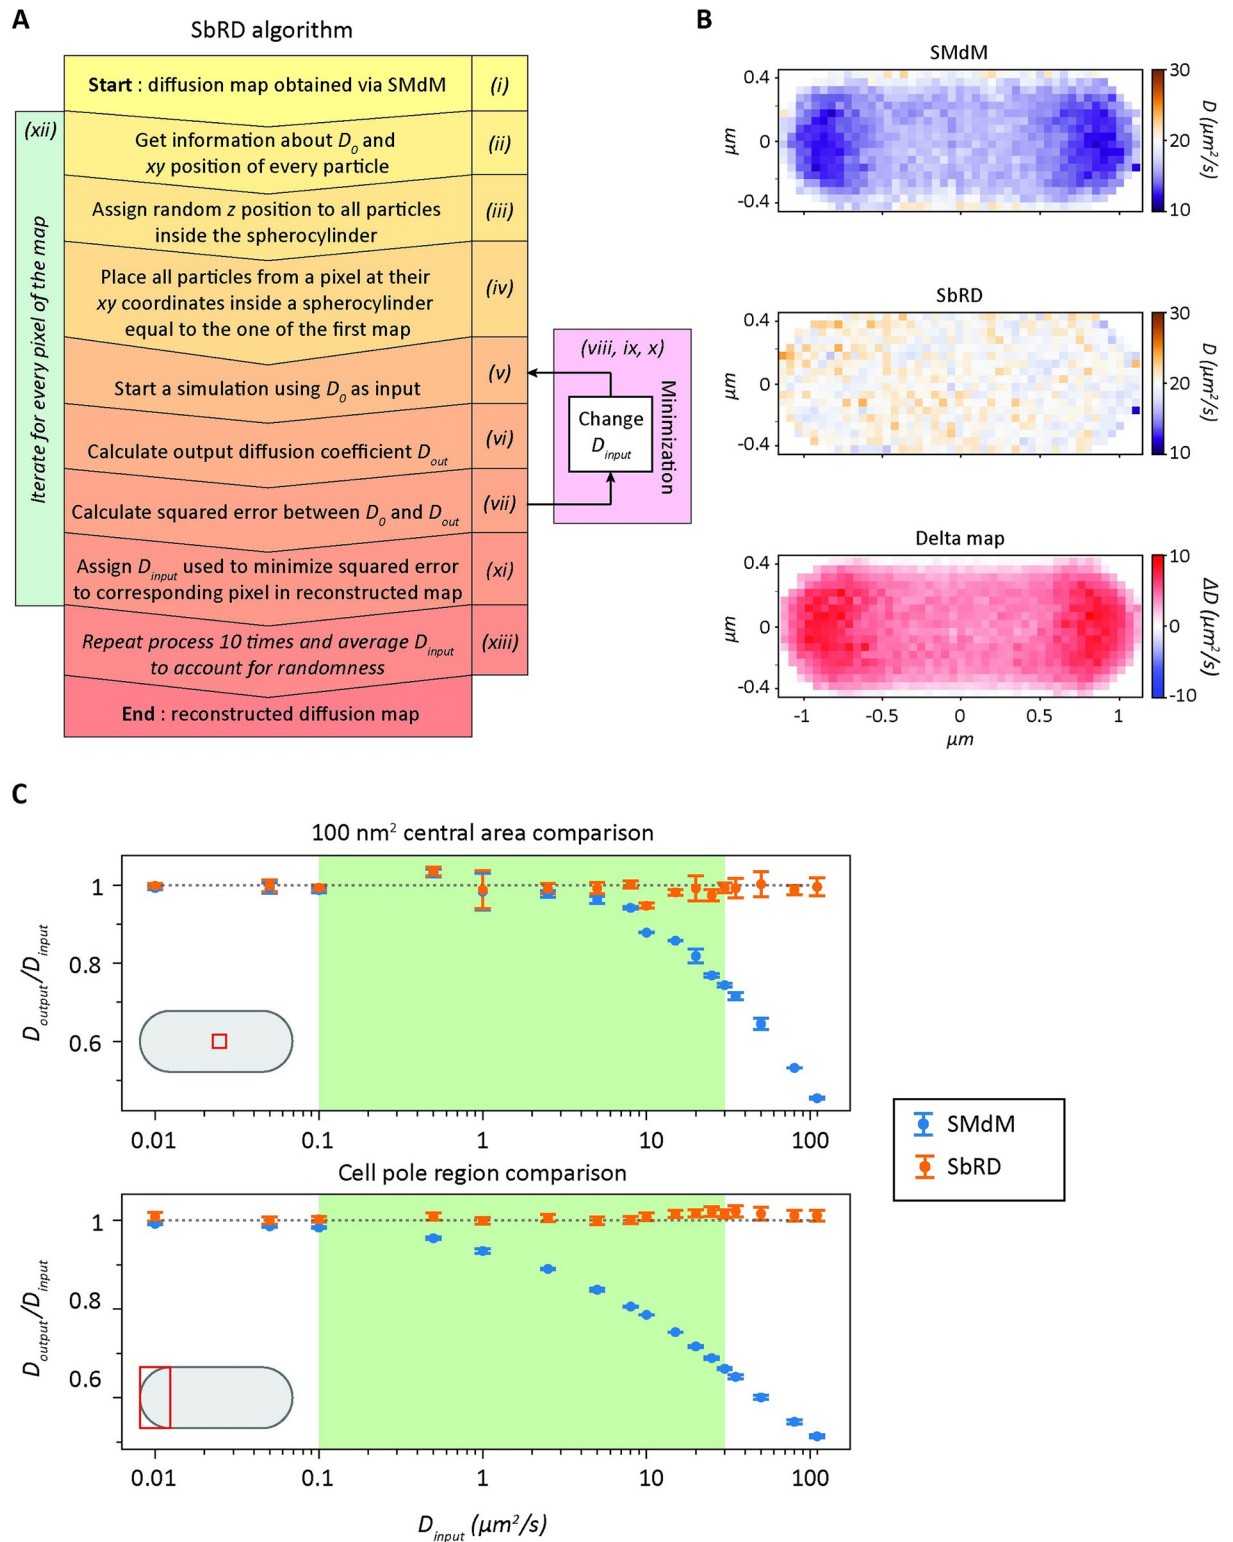 A
SbRD algorithm
Start : diffusion map obtained via SMdM
(i)
(xii)
Iterate for every pixel of the map
Get information about D0 and
xy position of every particle
(ii)
Assign random z position to all particles
inside the spherocylinder
(iii)
Place all particles from a pixel at their
xy coordinates inside a spherocylinder
equal to the one of the first map
(iv)
Start a simulation using D0 as input
(v)
Calculate output diffusion coefficient Dout
(vi)
Calculate squared error between D0 and Dout
(vii)
(viii, ix, x)
Change
Dinput
Minimization
Assign Dinput used to minimize squared error
to corresponding pixel in reconstructed map
(xi)
Repeat process 10 times and average Dinput
to account for randomness
(xiii)
End : reconstructed diffusion map
B
SMdM
0.4
0
-0.4
μm
30
20
10
D (μm²/s)
SbRD
0.4
0
-0.4
μm
30
20
10
D (μm²/s)
Delta map
0.4
0
-0.4
μm
10
0
-10
ΔD (μm²/s)
-1 -0.5 0 0.5 1
μm
C
100 nm² central area comparison
1
0.8
0.6
Doutput/Dinput
0.01 0.1 1 10 100
Cell pole region comparison
1
0.8
0.6
Doutput/Dinput
0.01 0.1 1 10 100
Dinput (μm²/s)
SMdM
SbRD